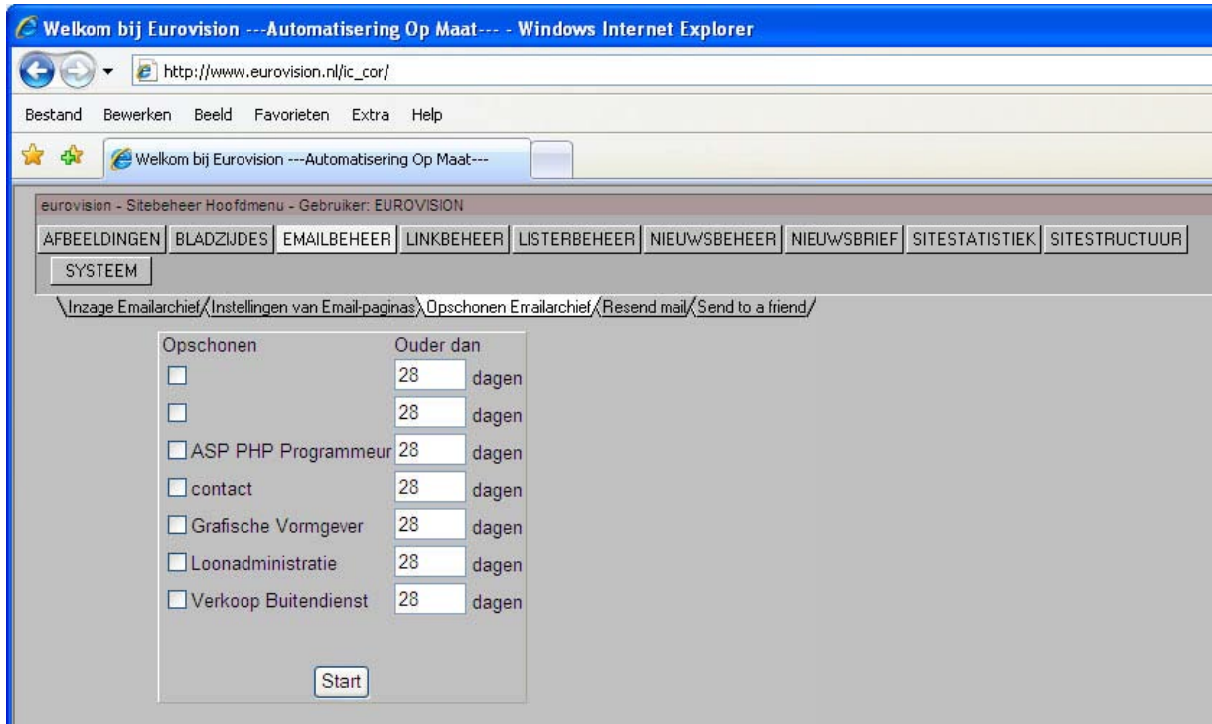 Welkom bij Eurovision ---Automatisering Op Maat--- - Windows Internet Explorer
http://www.eurovision.nl/ic_cor/
Bestand Bewerken Beeld Favorieten Extra Help
Welkom bij Eurovision ---Automatisering Op Maat---
eurovision - Sitebeheer Hoofdmenu - Gebruiker: EUROVISION
AFBEELDINGEN BLADZIJDES EMAILBEHEER LINKBEHEER LISTERBEHEER NIEUWSBEHEER NIEUWSBRIEF SITESTATISTIEK SITESTRUCTUUR
SYSTEEM
\Inzage Emailarchief/\Instellingen van Email-paginas\Opschonen Emailarchief/\Resend mail/\Send to a friend/
Opschonen Ouder dan
28 dagen
28 dagen
ASP PHP Programmeur 28 dagen
contact 28 dagen
Grafische Vormgever 28 dagen
Loonadministratie 28 dagen
Verkoop Buitendienst 28 dagen
Start